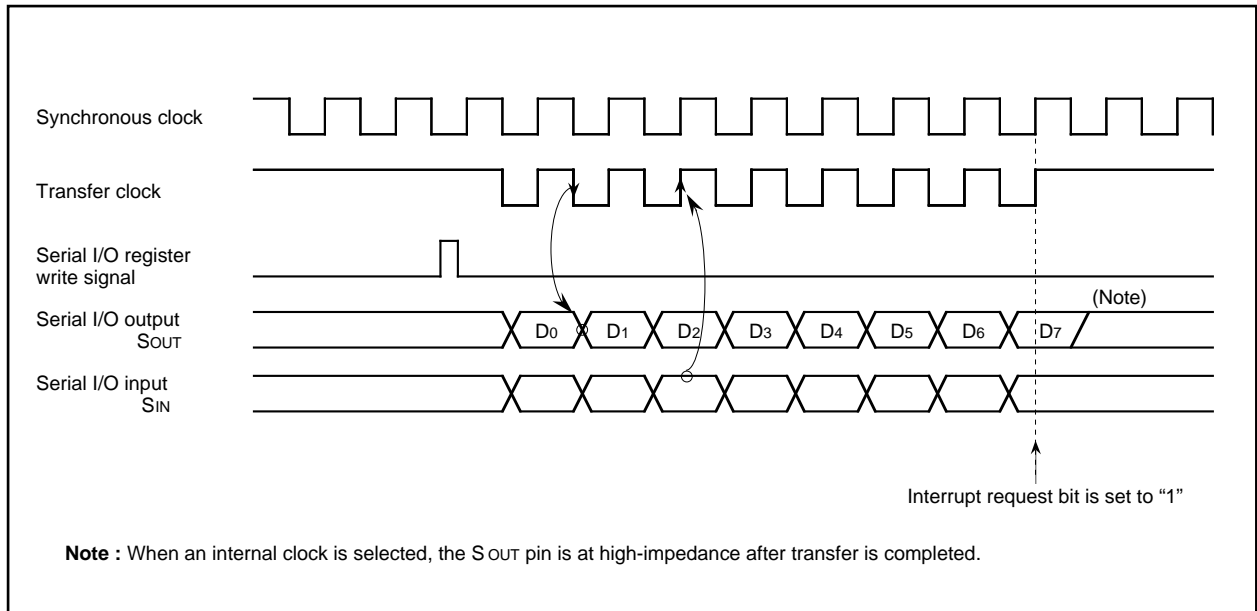 Synchronous clock
Transfer clock
Serial I/O register
write signal
(Note)
Serial I/O output
SOUT
D0 D1 D2 D3 D4 D5 D6 D7
Serial I/O input
SIN
Interrupt request bit is set to “1”
Note : When an internal clock is selected, the SOUT pin is at high-impedance after transfer is completed.